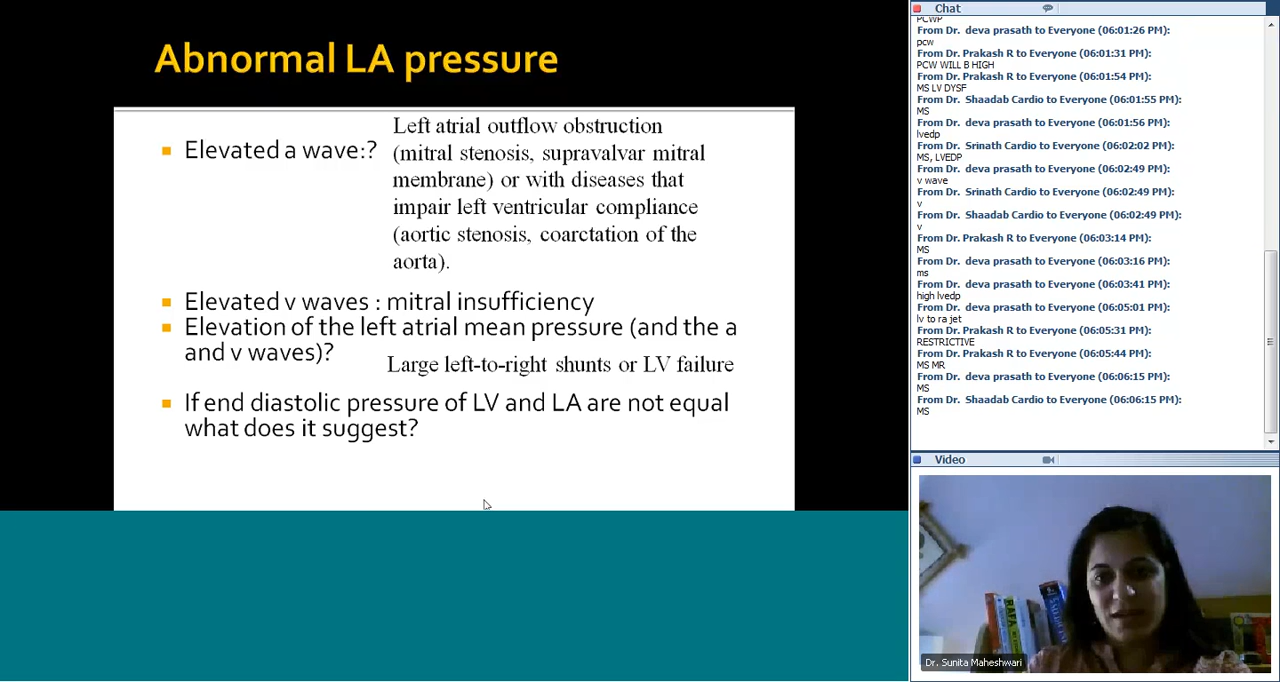 Abnormal LA pressure
Elevated a wave:?
Left atrial outflow obstruction
(mitral stenosis, supravalvar mitral
membrane) or with diseases that
impair left ventricular compliance
(aortic stenosis, coarctation of the
aorta).
Elevated v waves : mitral insufficiency
Elevation of the left atrial mean pressure (and the a
and v waves)?
Large left-to-right shunts or LV failure
If end diastolic pressure of LV and LA are not equal
what does it suggest?
Chat
PCWP
From Dr. deva prasath to Everyone (06:01:26 PM):
pcw
From Dr. Prakash R to Everyone (06:01:31 PM):
PCW WILL B HIGH
From Dr. Prakash R to Everyone (06:01:54 PM):
MS LV DYSF
From Dr. Shaadab Cardio to Everyone (06:01:55 PM):
MS
From Dr. deva prasath to Everyone (06:01:56 PM):
lvedp
From Dr. Srinath Cardio to Everyone (06:02:02 PM):
MS, LVEDP
From Dr. deva prasath to Everyone (06:02:49 PM):
v wave
From Dr. Srinath Cardio to Everyone (06:02:49 PM):
v
From Dr. Shaadab Cardio to Everyone (06:02:49 PM):
v
From Dr. Prakash R to Everyone (06:03:14 PM):
MS
From Dr. deva prasath to Everyone (06:03:16 PM):
ms
From Dr. deva prasath to Everyone (06:03:41 PM):
high lvedp
From Dr. deva prasath to Everyone (06:05:01 PM):
lv to ra jet
From Dr. Prakash R to Everyone (06:05:31 PM):
RESTRICTIVE
From Dr. Prakash R to Everyone (06:05:44 PM):
MS MR
From Dr. deva prasath to Everyone (06:06:15 PM):
MS
From Dr. Shaadab Cardio to Everyone (06:06:15 PM):
MS
Video
RAFA
Dr. Sunita Maheshwari